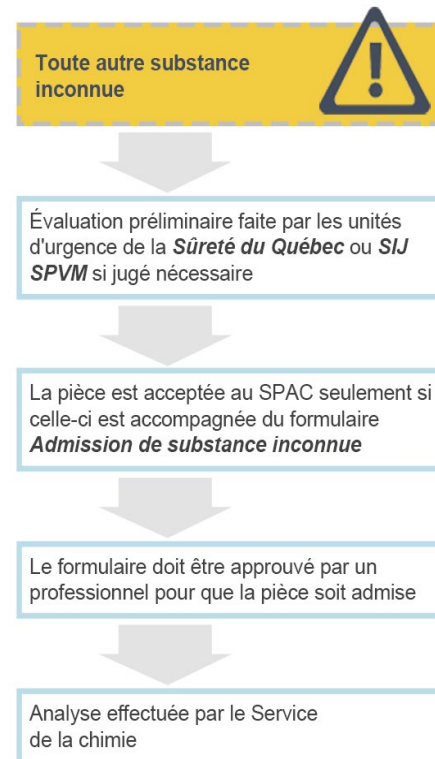 Toute autre substance
inconnue
Évaluation préliminaire faite par les unités
d'urgence de la Sûreté du Québec ou SIJ
SPVM si jugé nécessaire
La pièce est acceptée au SPAC seulement si
celle-ci est accompagnée du formulaire
Admission de substance inconnue
Le formulaire doit être approuvé par un
professionnel pour que la pièce soit admise
Analyse effectuée par le Service
de la chimie